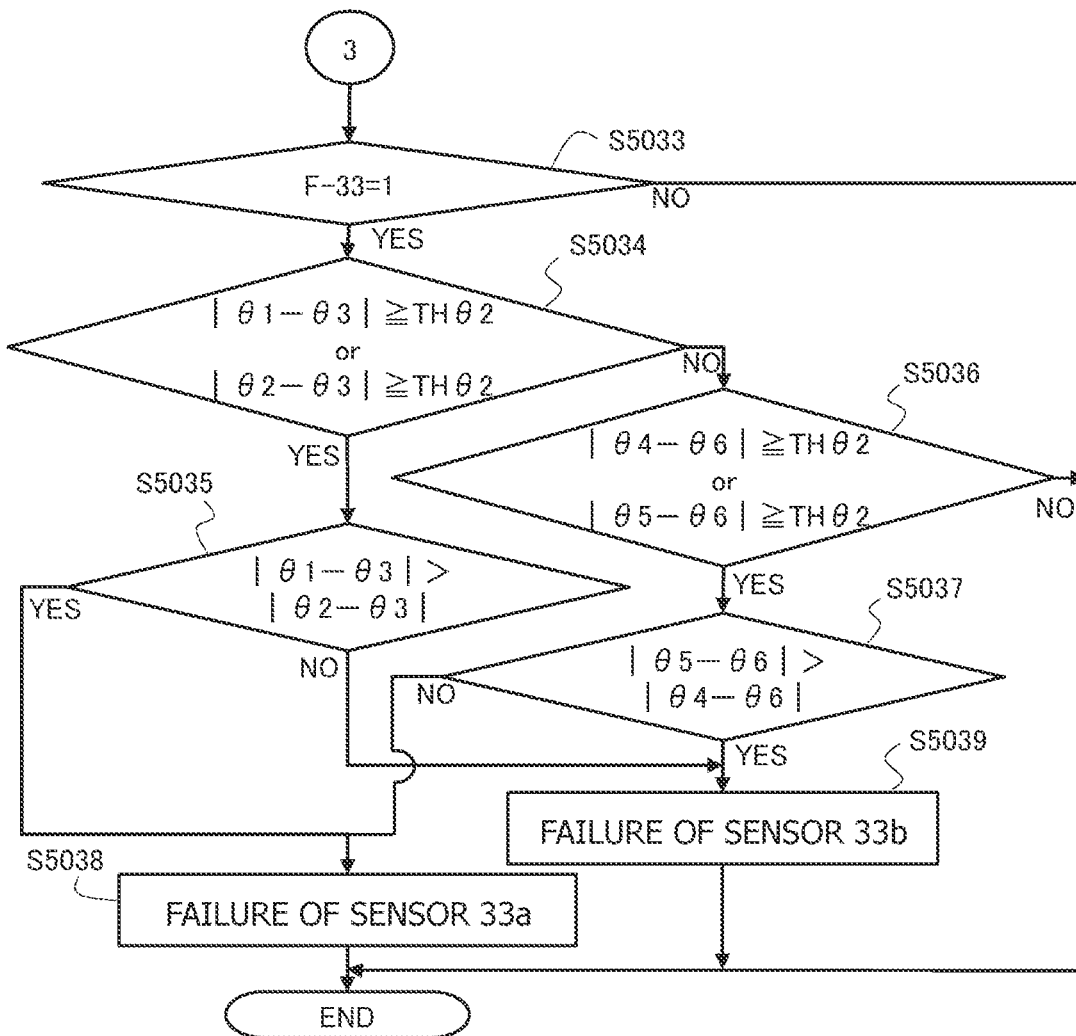 3
S5033
F-33=1
NO
YES
S5034
| θ1-θ3 | ≧THθ2
or
| θ2-θ3 | ≧THθ2
NO
S5036
YES
| θ4-θ6 | ≧THθ2
or
| θ5-θ6 | ≧THθ2
NO
S5035
| θ1-θ3 | >
| θ2-θ3 |
YES
YES
S5037
NO
| θ5-θ6 | >
| θ4-θ6 |
NO
YES
S5039
FAILURE OF SENSOR 33b
S5038
FAILURE OF SENSOR 33a
END